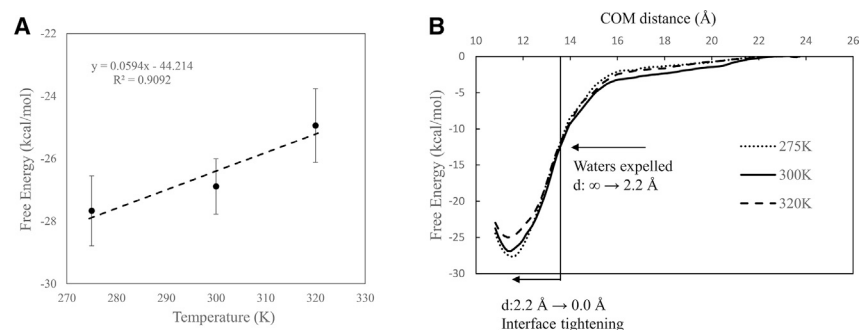 A
-22
-24
-26
-28
-30
270
280
290
300
310
320
330
y = 0.0594x - 44.214
R² = 0.9092
Free Energy (kcal/mol)
Temperature (K)
B
COM distance (Å)
10
12
14
16
18
20
22
24
26
0
-5
-10
-15
-20
-25
-30
Free Energy (kcal/mol)
Waters expelled
d: ∞ → 2.2 Å
275K
300K
320K
d:2.2 Å → 0.0 Å
Interface tightening